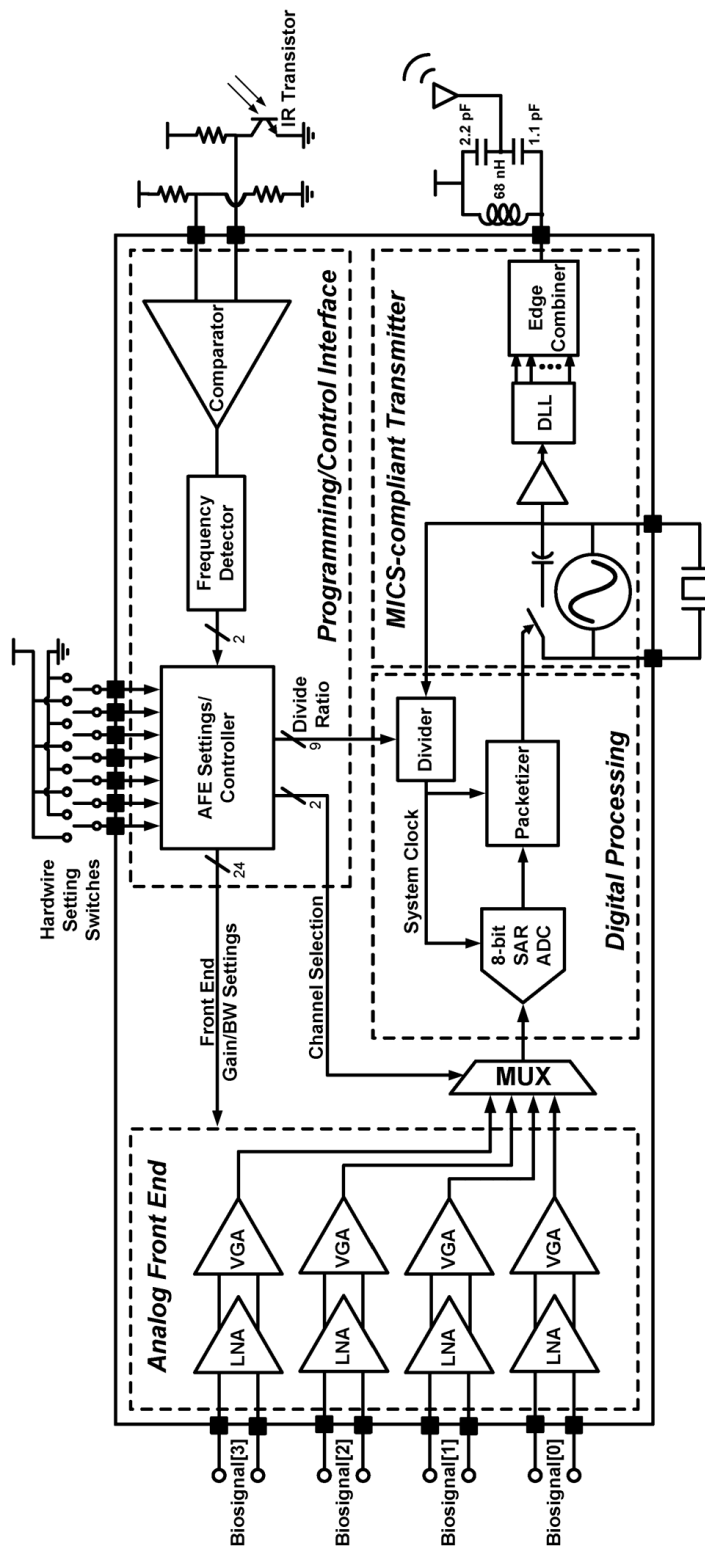 Hardwire
Setting
Switches
Front End
Gain/BW Settings
24
Channel Selection
2
AFE Settings/
Controller
9
Divide
Ratio
2
Frequency
Detector
Comparator
Programming/Control Interface
IR Transistor
Analog Front End
Biosignal[3]
LNA
VGA
Biosignal[2]
LNA
VGA
Biosignal[1]
LNA
VGA
Biosignal[0]
LNA
VGA
MUX
System Clock
Divider
8-bit
SAR
ADC
Packetizer
Digital Processing
MICS-compliant Transmitter
DLL
Edge
Combiner
68 nH
2.2 pF
1.1 pF